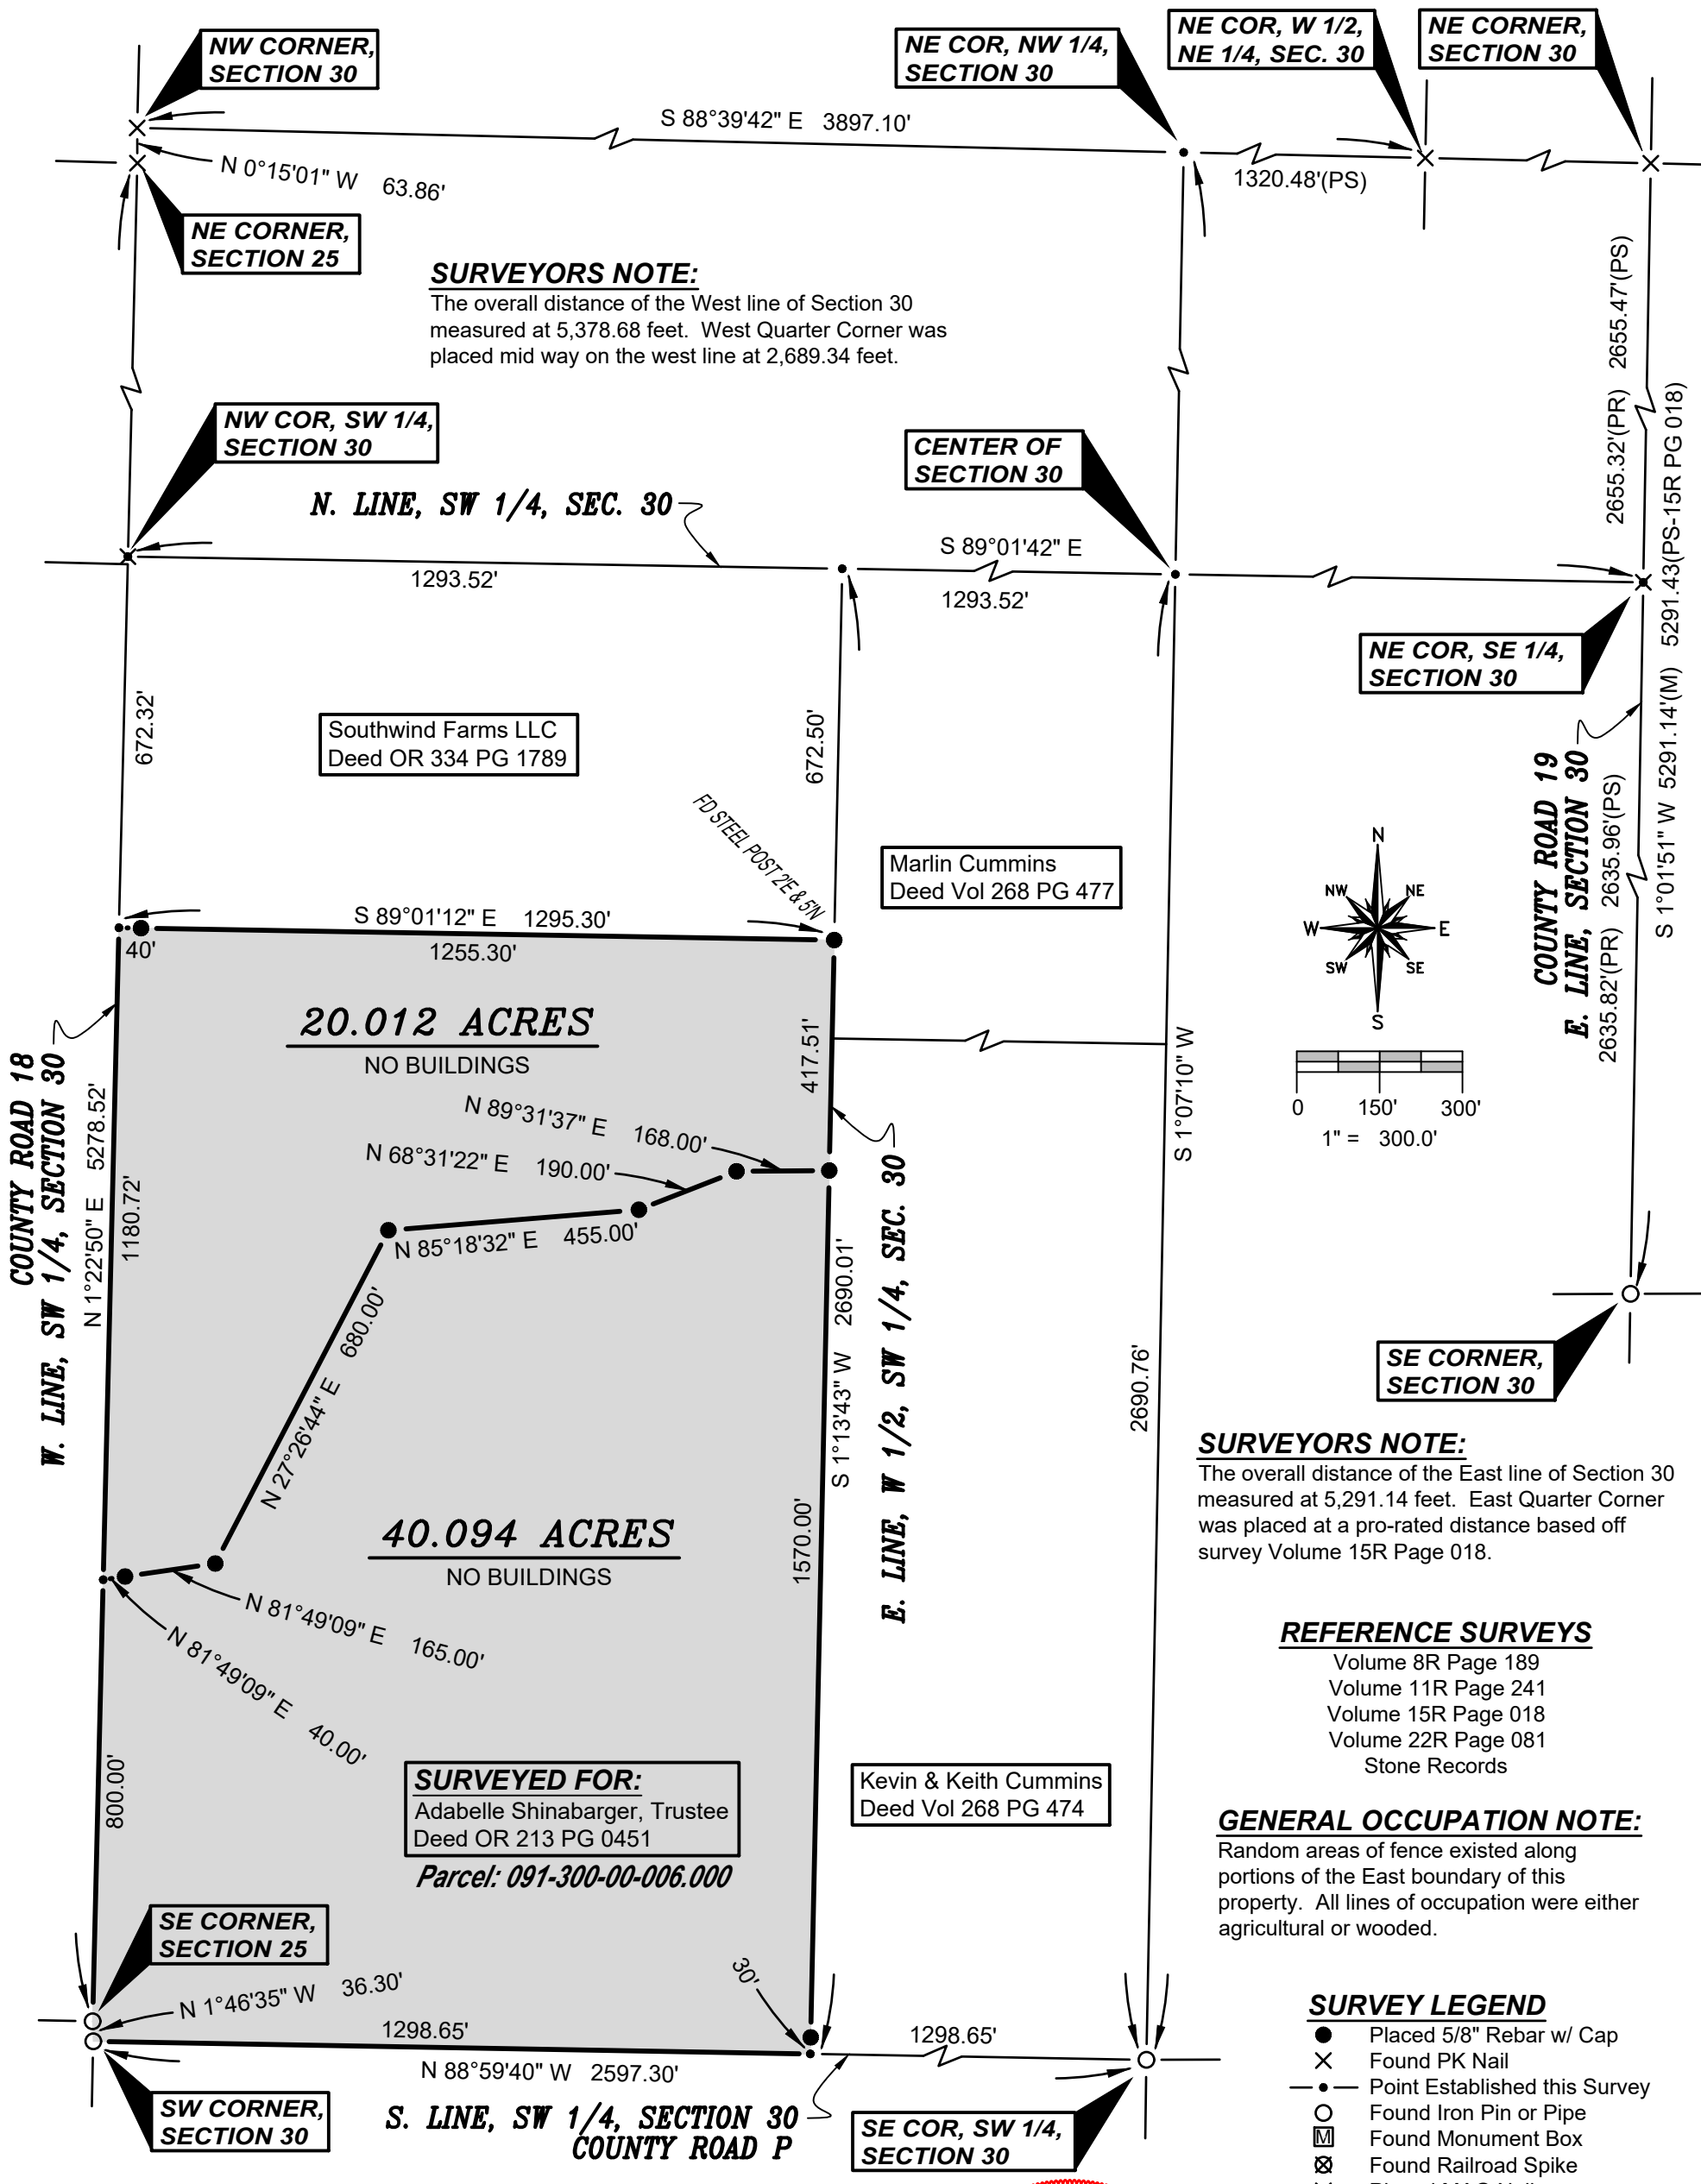 NW CORNER,
SECTION 30
NE COR, NW 1/4,
SECTION 30
NE COR, W 1/2,
NE 1/4, SEC. 30
NE CORNER,
SECTION 30
S 88°39'42" E 3897.10'
N 0°15'01" W 63.86'
1320.48'(PS)
NE CORNER,
SECTION 25
SURVEYORS NOTE:
The overall distance of the West line of Section 30
measured at 5,378.68 feet. West Quarter Corner was
placed mid way on the west line at 2,689.34 feet.
2655.32'(PR) 2655.47'(PS)
S 1°01'51" W 5291.14'(M) 5291.43(PS-15R PG 018)
NW COR, SW 1/4,
SECTION 30
CENTER OF
SECTION 30
N. LINE, SW 1/4, SEC. 30
S 89°01'42" E
1293.52'
1293.52'
NE COR, SE 1/4,
SECTION 30
672.32'
Southwind Farms LLC
Deed OR 334 PG 1789
672.50'
FD STEEL POST 2'E & 5'N
Marlin Cummins
Deed Vol 268 PG 477
COUNTY ROAD 19
E. LINE, SECTION 30
2635.82'(PR) 2635.96'(PS)
N
NW NE
W E
SW SE
S
0 150' 300'
1" = 300.0'
S 89°01'12" E 1295.30'
40'
1255.30'
20.012 ACRES
NO BUILDINGS
417.51'
N 89°31'37" E 168.00'
N 68°31'22" E 190.00'
N 85°18'32" E 455.00'
COUNTY ROAD 18
W. LINE, SW 1/4, SECTION 30
N 1°22'50" E 5278.52'
1180.72'
N 27°26'44" E 680.00'
S 1°13'43" W 2690.01'
E. LINE, W 1/2, SW 1/4, SEC. 30
S 1°07'10" W
2690.76'
SE CORNER,
SECTION 30
40.094 ACRES
NO BUILDINGS
1570.00'
N 81°49'09" E 165.00'
N 81°49'09" E 40.00'
SURVEYORS NOTE:
The overall distance of the East line of Section 30
measured at 5,291.14 feet. East Quarter Corner
was placed at a pro-rated distance based off
survey Volume 15R Page 018.
REFERENCE SURVEYS
Volume 8R Page 189
Volume 11R Page 241
Volume 15R Page 018
Volume 22R Page 081
Stone Records
800.00'
SURVEYED FOR:
Adabelle Shinabarger, Trustee
Deed OR 213 PG 0451
Parcel: 091-300-00-006.000
Kevin & Keith Cummins
Deed Vol 268 PG 474
GENERAL OCCUPATION NOTE:
Random areas of fence existed along
portions of the East boundary of this
property. All lines of occupation were either
agricultural or wooded.
SE CORNER,
SECTION 25
N 1°46'35" W 36.30'
30'
1298.65'
1298.65'
N 88°59'40" W 2597.30'
SW CORNER,
SECTION 30
S. LINE, SW 1/4, SECTION 30
COUNTY ROAD P
SE COR, SW 1/4,
SECTION 30
SURVEY LEGEND
Placed 5/8" Rebar w/ Cap
Found PK Nail
Point Established this Survey
Found Iron Pin or Pipe
M Found Monument Box
Found Railroad Spike